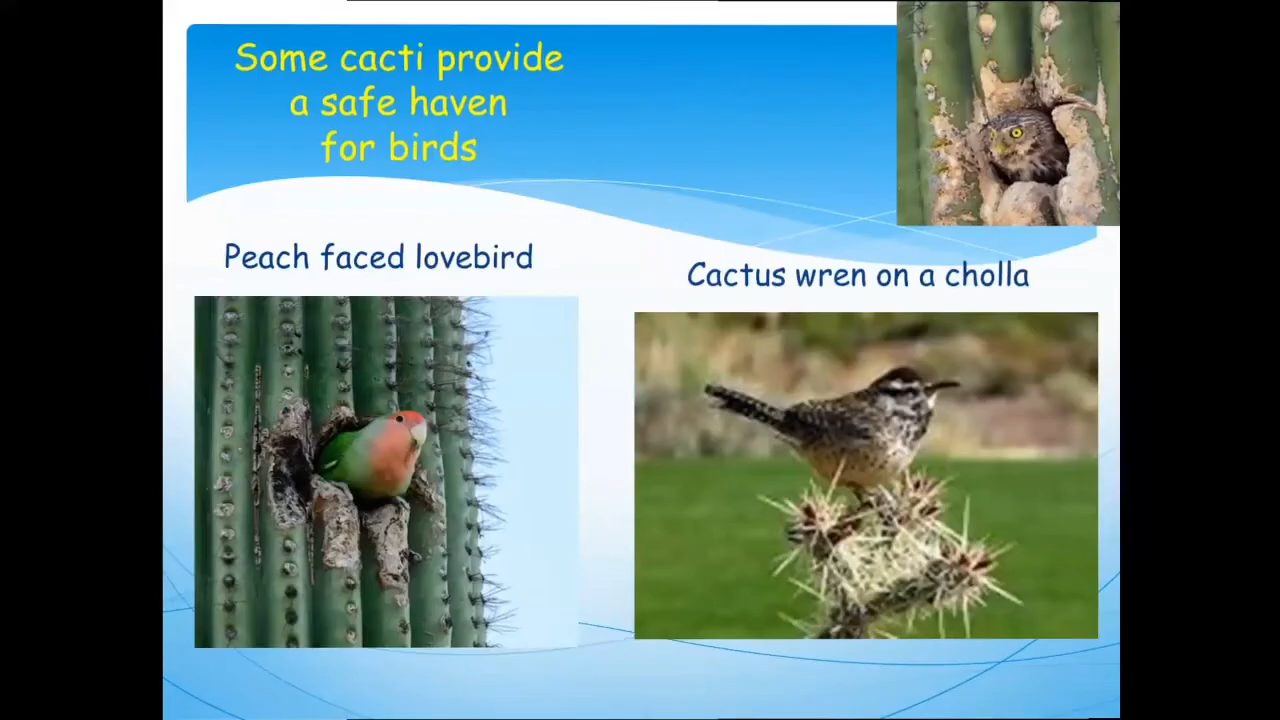 Some cacti provide
a safe haven
for birds
Peach faced lovebird
Cactus wren on a cholla